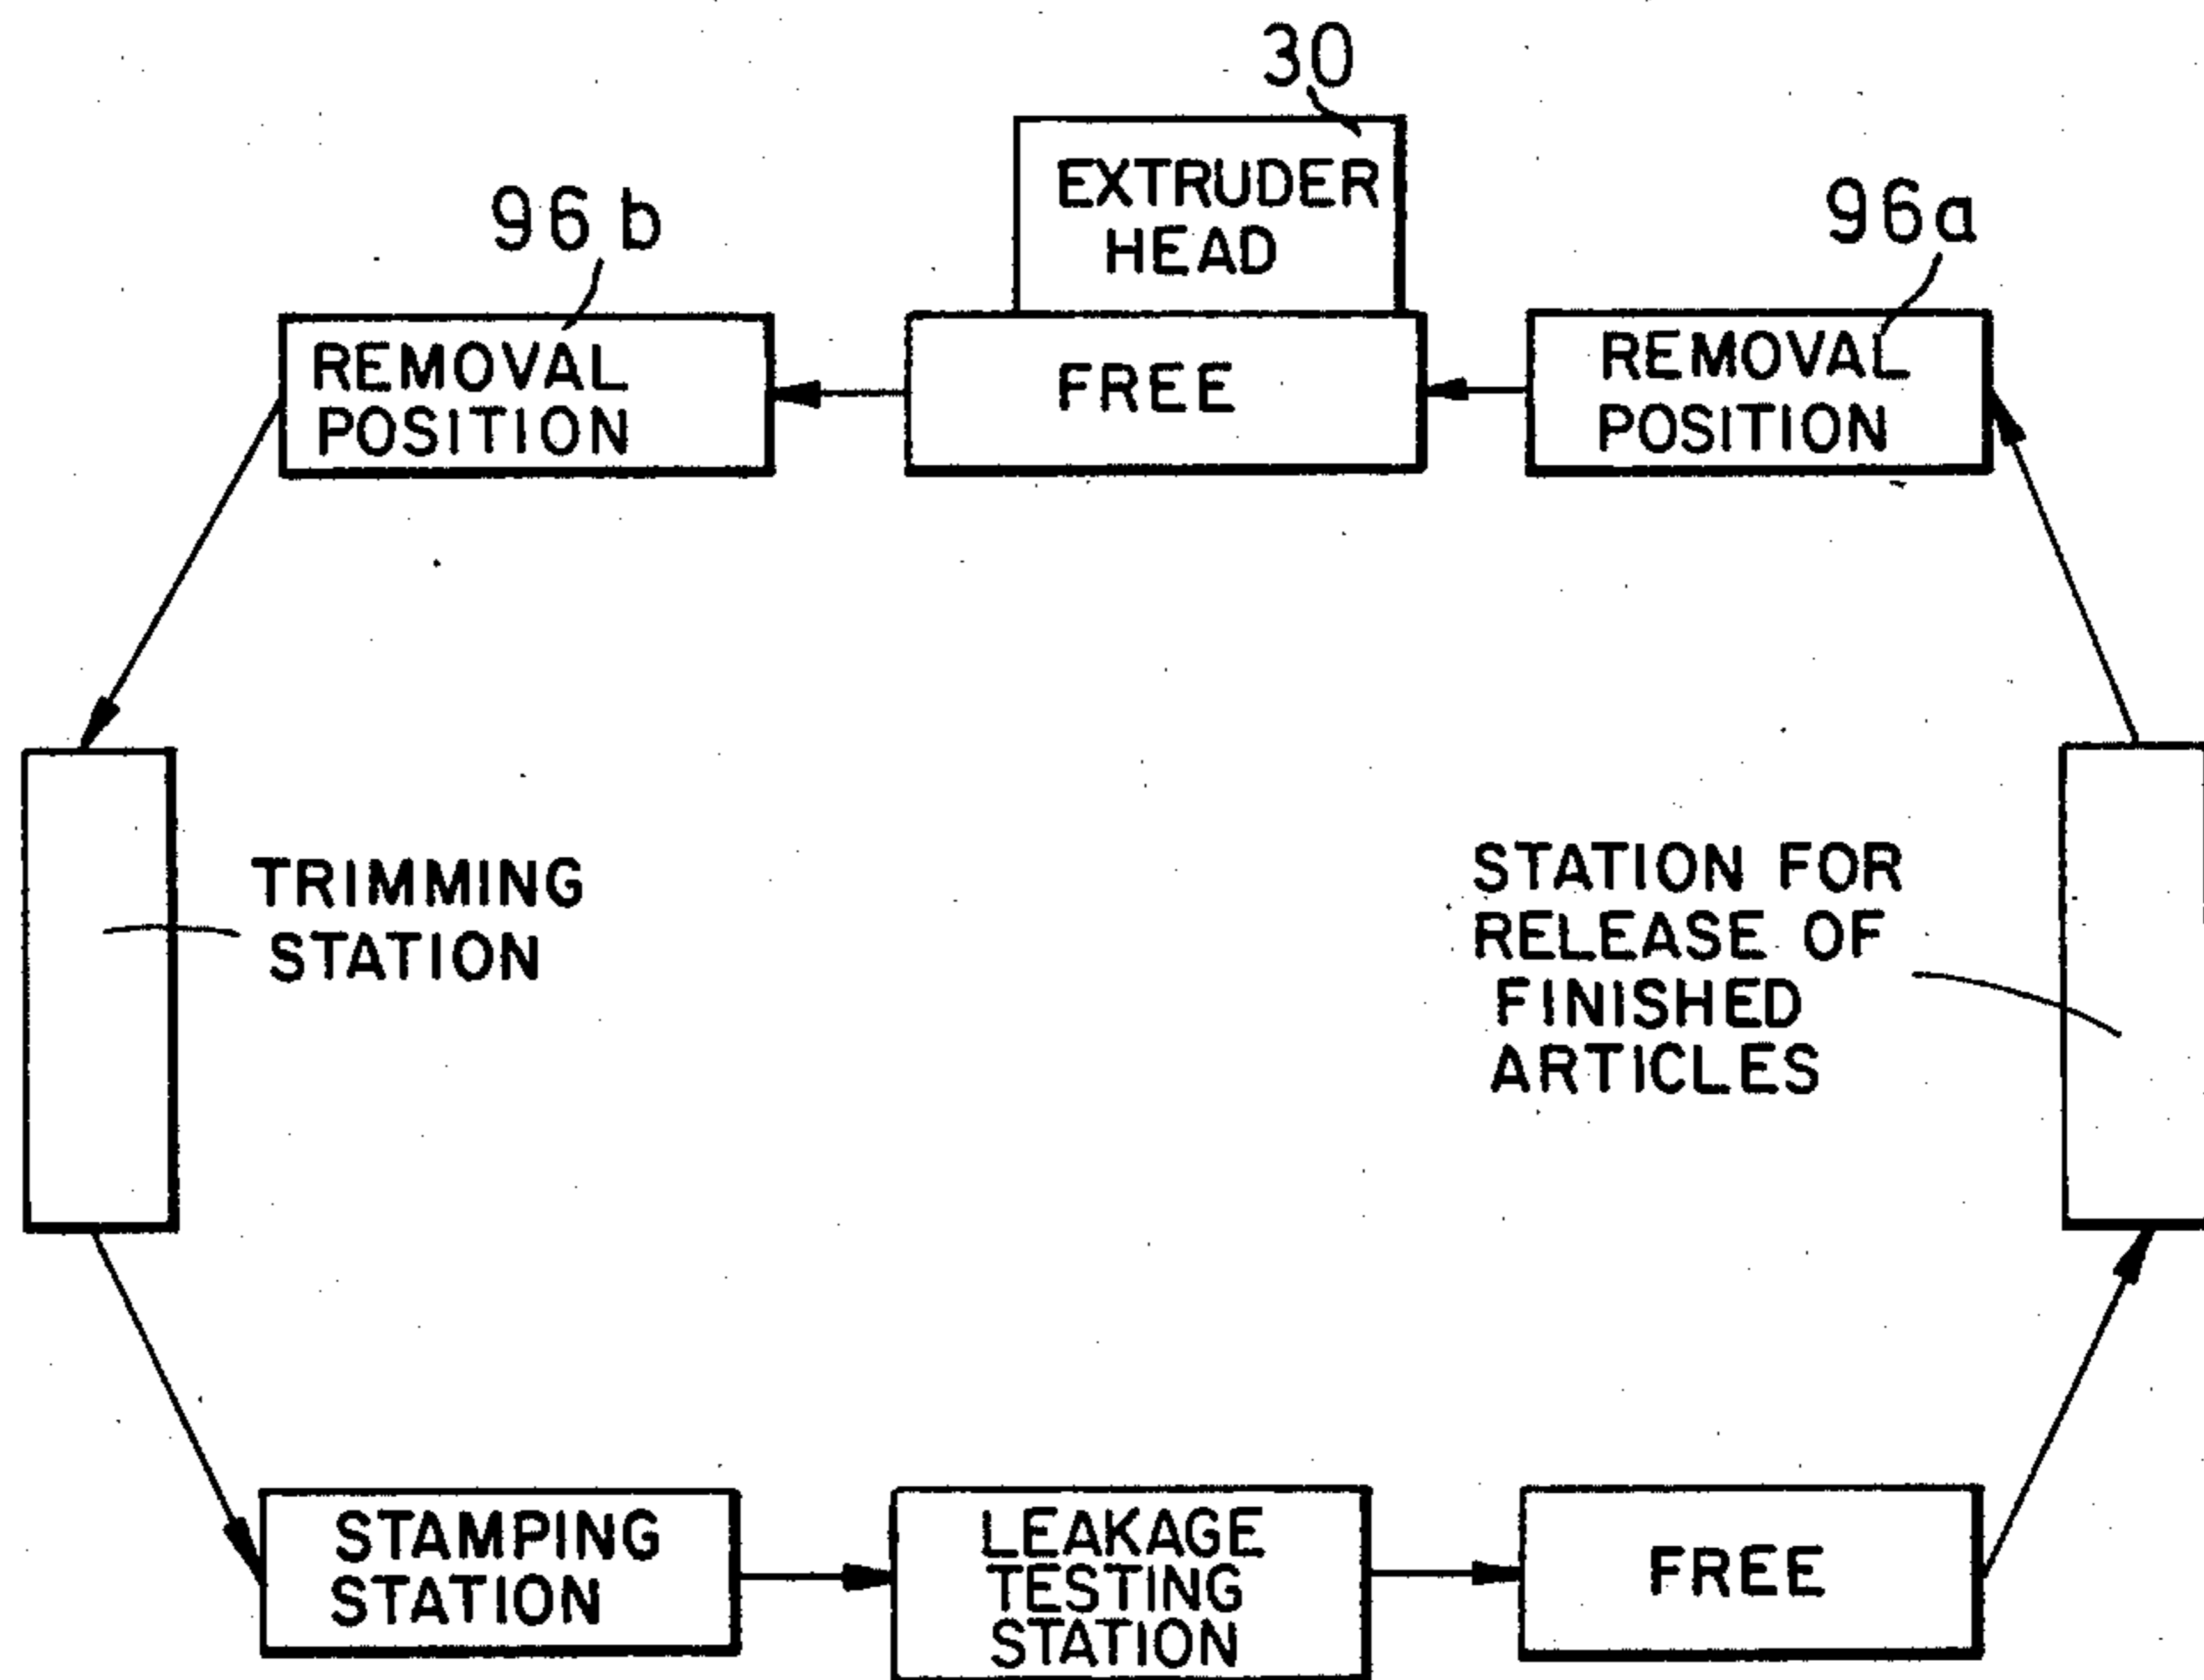 30
EXTRUDER
HEAD
96 b
96a
REMOVAL
POSITION
FREE
REMOVAL
POSITION
TRIMMING
STATION
STATION FOR
RELEASE OF
FINISHED
ARTICLES
STAMPING
STATION
LEAKAGE
TESTING
STATION
FREE